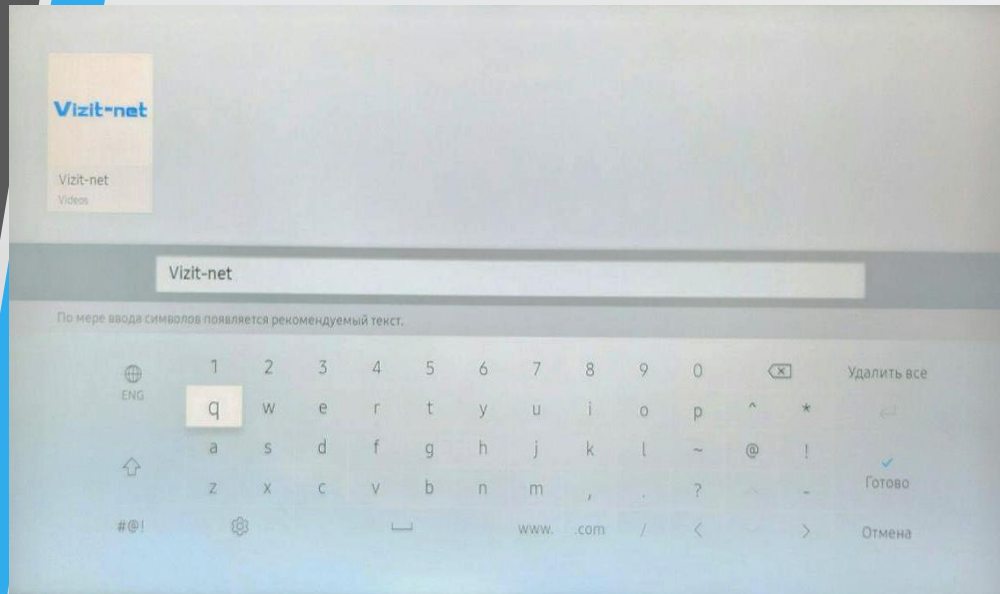 Vizit-net
Vizit-net
Videos
Vizit-net
По мере ввода символов появляется рекомендуемый текст.
1 2 3 4 5 6 7 8 9 0 Удалить все
ENG
q w e r t y u i o p ^ *
a s d f g h j k l ~ @ !
z x c v b n m , . ? -
Готово
#@! www. .com / < > Отмена